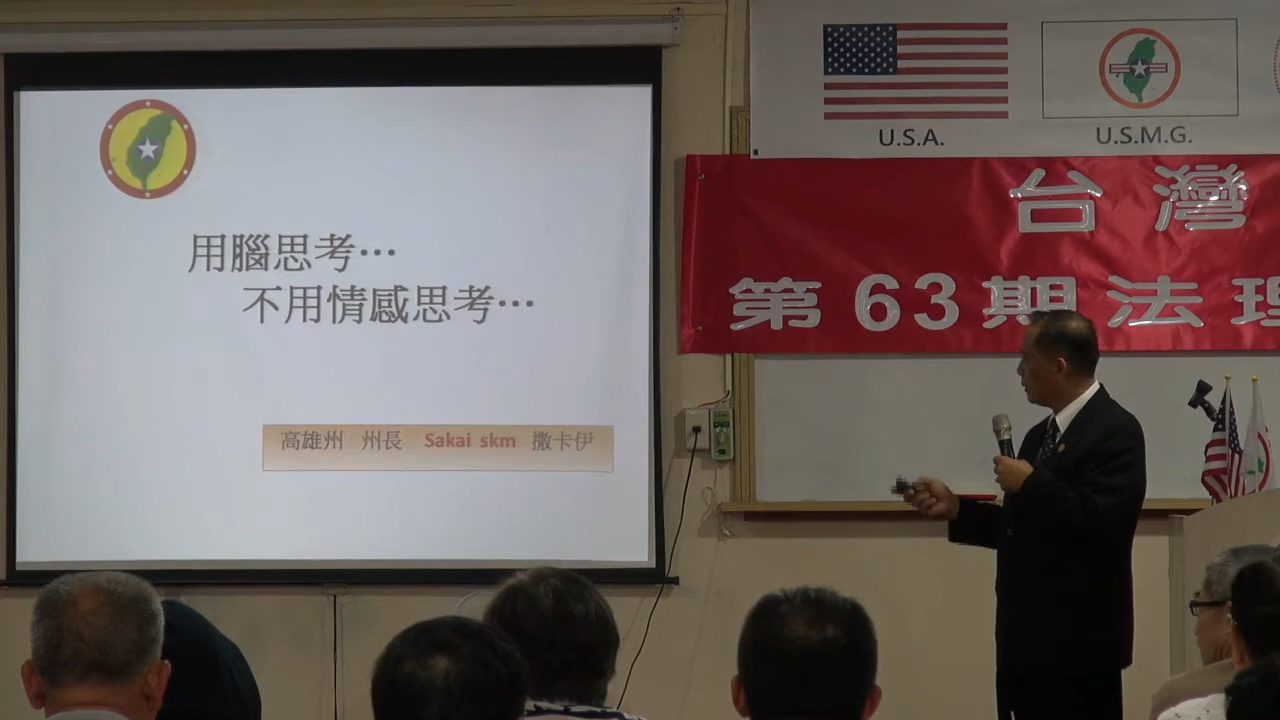 用腦思考…
不用情感思考…
高雄州 州長 Sakai skm 撒卡伊
U.S.A.
U.S.M.G.
台灣
第63期法理